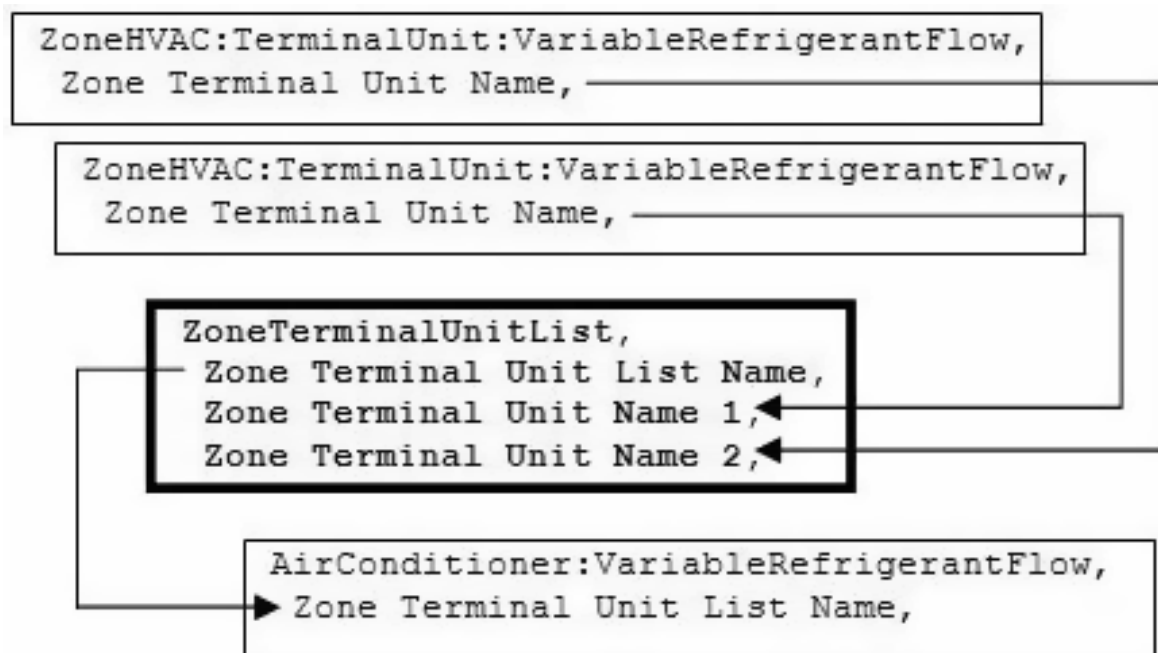 ZoneHVAC:TerminalUnit:VariableRefrigerantFlow,
Zone Terminal Unit Name,
ZoneHVAC:TerminalUnit:VariableRefrigerantFlow,
Zone Terminal Unit Name,
ZoneTerminalUnitList,
Zone Terminal Unit List Name,
Zone Terminal Unit Name 1,
Zone Terminal Unit Name 2,
AirConditioner:VariableRefrigerantFlow,
Zone Terminal Unit List Name,